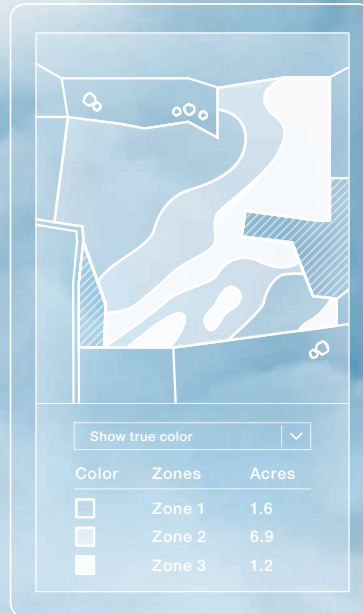 Show true color
Color Zones Acres
Zone 1 1.6
Zone 2 6.9
Zone 3 1.2